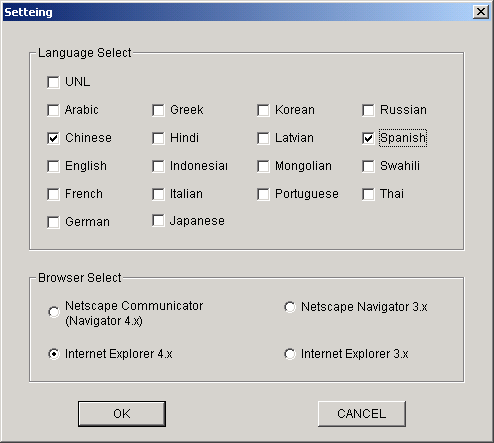 Setteing
Language Select
UNL
Arabic Greek Korean Russian
Chinese Hindi Latvian Spanish
English Indonesiai Mongolian Swahili
French Italian Portuguese Thai
German Japanese
Browser Select
Netscape Communicator
(Navigator 4.x)
Netscape Navigator 3.x
Internet Explorer 4.x Internet Explorer 3.x
OK CANCEL